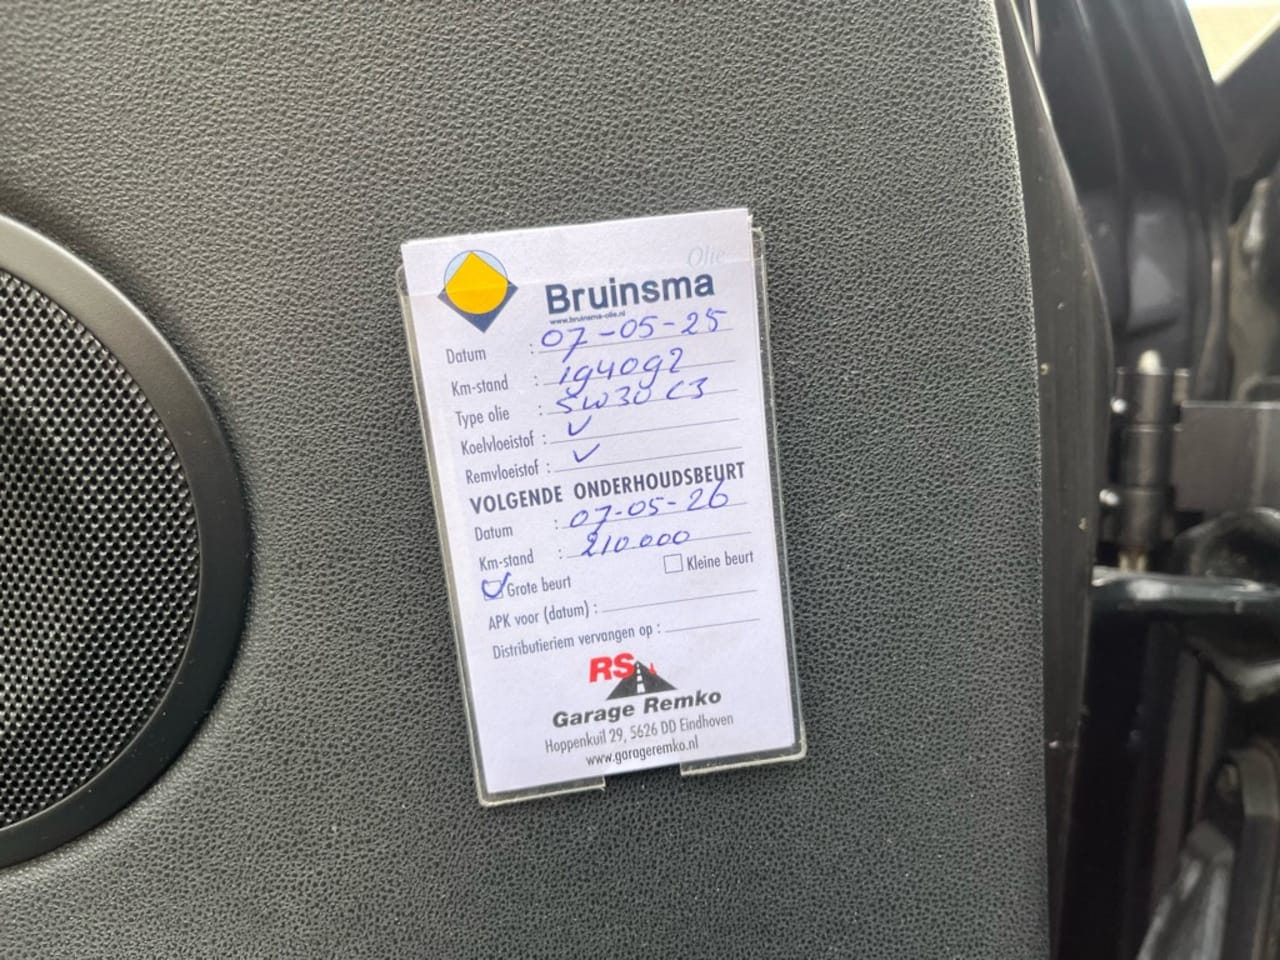 Olie
Bruinsma
www.bruinsma-olie.nl
Datum : 07-05-25
Km-stand : 194092
Type olie : 5W30 C3
Koelvloeistof : ✓
Remvloeistof : ✓
VOLGENDE ONDERHOUDSBEURT
Datum : 07-05-26
Km-stand : 210.000
☑ Grote beurt ☐ Kleine beurt
APK voor (datum) :
Distributieriem vervangen op :
RS
Garage Remko
Hoppenkuil 29, 5626 DD Eindhoven
www.garageremko.nl